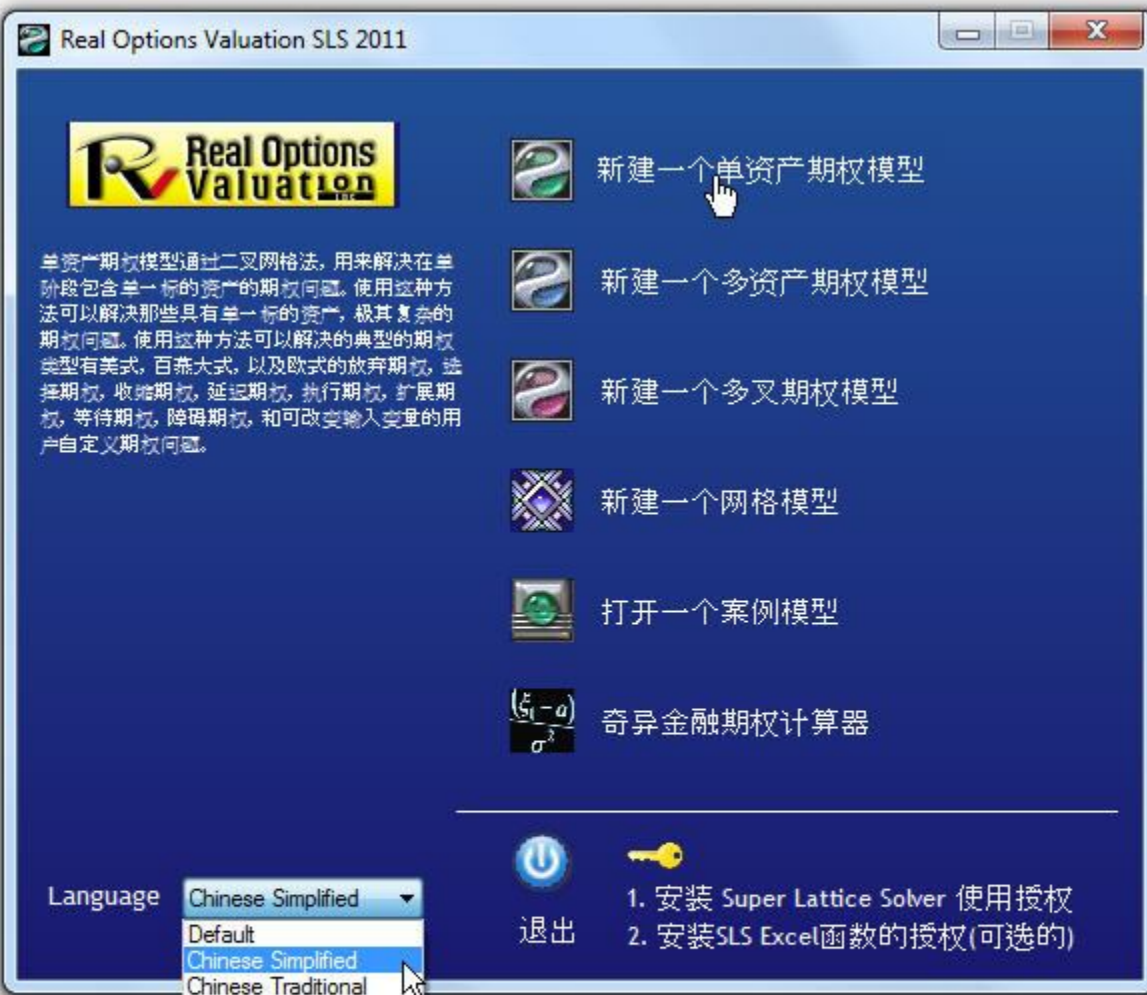 Real Options Valuation SLS 2011
Real Options
Valuation
INC
单资产期权模型通过二叉网格法, 用来解决在单
阶段包含单一标的资产的期权问题。使用这种方
法可以解决那些具有单一标的资产, 极其复杂的
期权问题。使用这种方法可以解决的典型的期权
类型有美式, 百慕大式, 以及欧式的放弃期权, 选
择期权, 收缩期权, 延迟期权, 执行期权, 扩展期
权, 等待期权, 障碍期权, 和可改变输入变量的用
户自定义期权问题。
新建一个单资产期权模型
新建一个多资产期权模型
新建一个多叉期权模型
新建一个网格模型
打开一个案例模型
奇异金融期权计算器
退出
1. 安装 Super Lattice Solver 使用授权
2. 安装SLS Excel函数的授权(可选的)
Language Chinese Simplified
Default
Chinese Simplified
Chinese Traditional